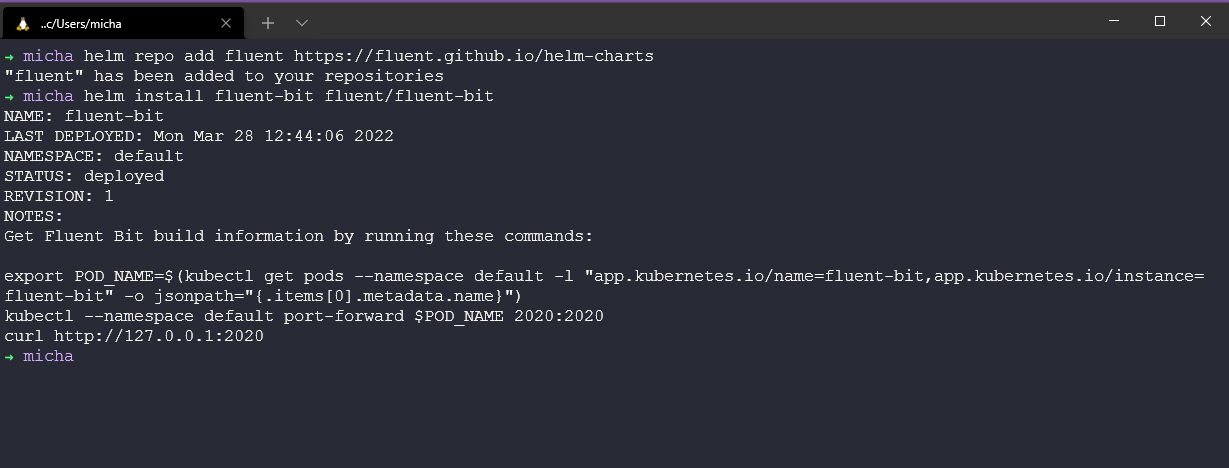 ..c/Users/micha
→ micha helm repo add fluent https://fluent.github.io/helm-charts
"fluent" has been added to your repositories
→ micha helm install fluent-bit fluent/fluent-bit
NAME: fluent-bit
LAST DEPLOYED: Mon Mar 28 12:44:06 2022
NAMESPACE: default
STATUS: deployed
REVISION: 1
NOTES:
Get Fluent Bit build information by running these commands:
export POD_NAME=$(kubectl get pods --namespace default -l "app.kubernetes.io/name=fluent-bit,app.kubernetes.io/instance=
fluent-bit" -o jsonpath="{.items[0].metadata.name}")
kubectl --namespace default port-forward $POD_NAME 2020:2020
curl http://127.0.0.1:2020
→ micha